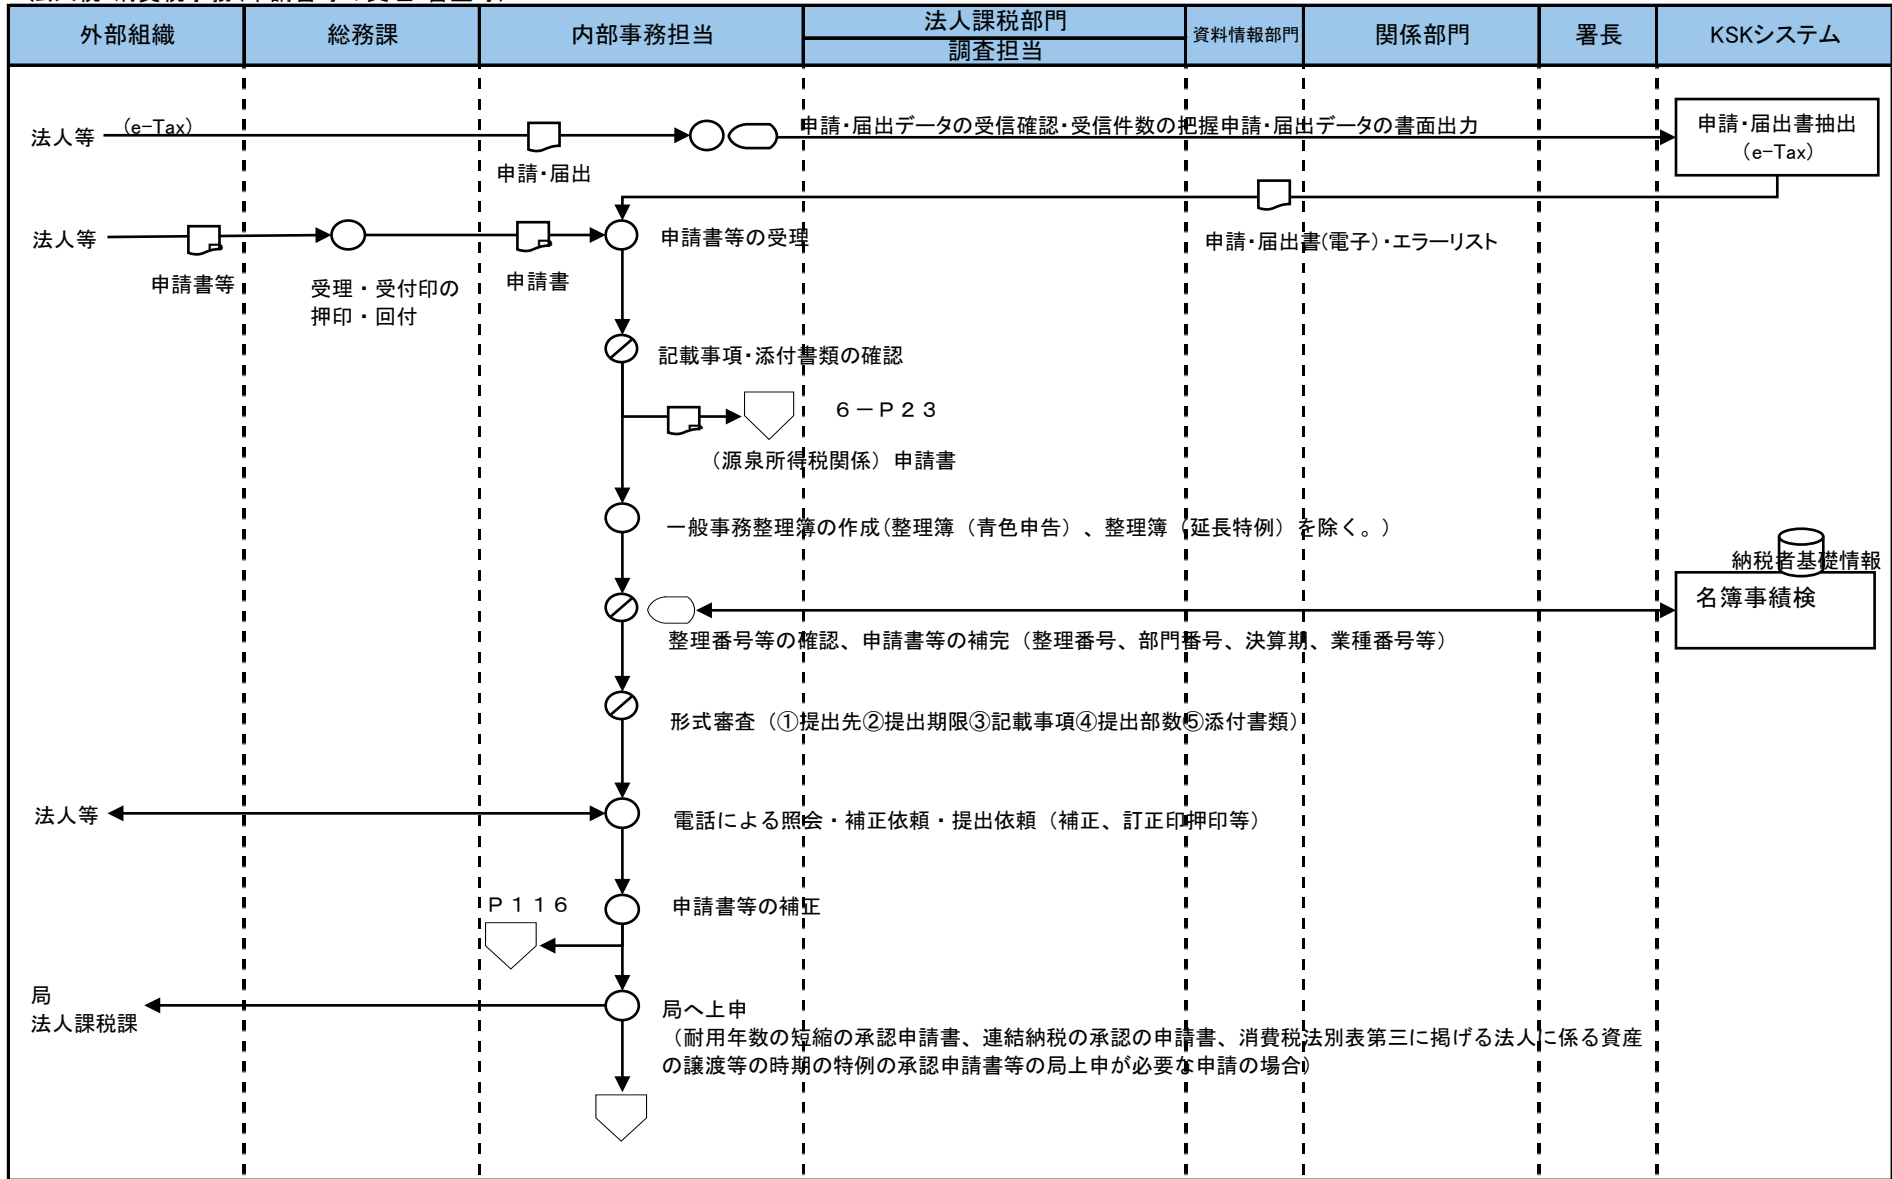 外部組織
総務課
内部事務担当
法人課税部門
調査担当
資料情報部門
関係部門
署長
KSKシステム
法人等
(e-Tax)
申請・届出
申請・届出データの受信確認・受信件数の把握申請・届出データの書面出力
申請・届出書抽出
(e-Tax)
法人等
申請書等
受理・受付印の
押印・回付
申請書
申請書等の受理
申請・届出書(電子)・エラーリスト
記載事項・添付書類の確認
6-P23
(源泉所得税関係)申請書
一般事務整理簿の作成(整理簿(青色申告)、整理簿(延長特例)を除く。)
納税者基礎情報
名簿事績検
整理番号等の確認、申請書等の補完(整理番号、部門番号、決算期、業種番号等)
形式審査(①提出先②提出期限③記載事項④提出部数⑤添付書類)
法人等
電話による照会・補正依頼・提出依頼(補正、訂正印押印等)
P116
申請書等の補正
局
法人課税課
局へ上申
(耐用年数の短縮の承認申請書、連結納税の承認の申請書、消費税法別表第三に掲げる法人に係る資産
の譲渡等の時期の特例の承認申請書等の局上申が必要な申請の場合)